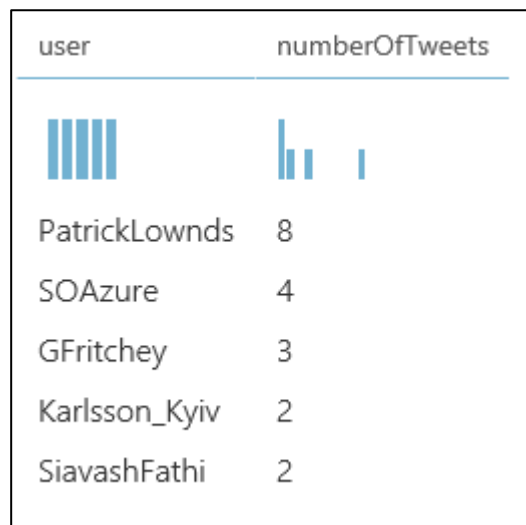 user numberOfTweets
PatrickLownds 8
SOAzure 4
GFritchey 3
Karlsson_Kyiv 2
SiavashFathi 2